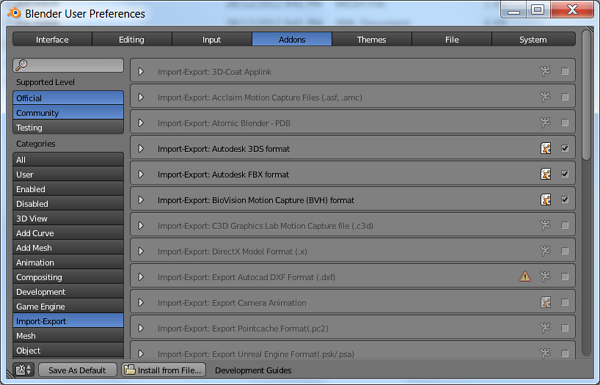 Blender User Preferences
Interface Editing Input Addons Themes File System
Supported Level
Official
Community
Testing
Categories
All
User
Enabled
Disabled
3D View
Add Curve
Add Mesh
Animation
Compositing
Development
Game Engine
Import-Export
Mesh
Object
Import-Export: 3D-Coat Applink
Import-Export: Acclaim Motion Capture Files (.asf, .amc)
Import-Export: Atomic Blender - PDB
Import-Export: Autodesk 3DS format
Import-Export: Autodesk FBX format
Import-Export: BioVision Motion Capture (BVH) format
Import-Export: C3D Graphics Lab Motion Capture file (.c3d)
Import-Export: DirectX Model Format (.x)
Import-Export: Export Autocad DXF Format (.dxf)
Import-Export: Export Camera Animation
Import-Export: Export Pointcache Format(.pc2)
Import-Export: Export Unreal Engine Format(.psk/.psa)
Save As Default Install from File... Development Guides